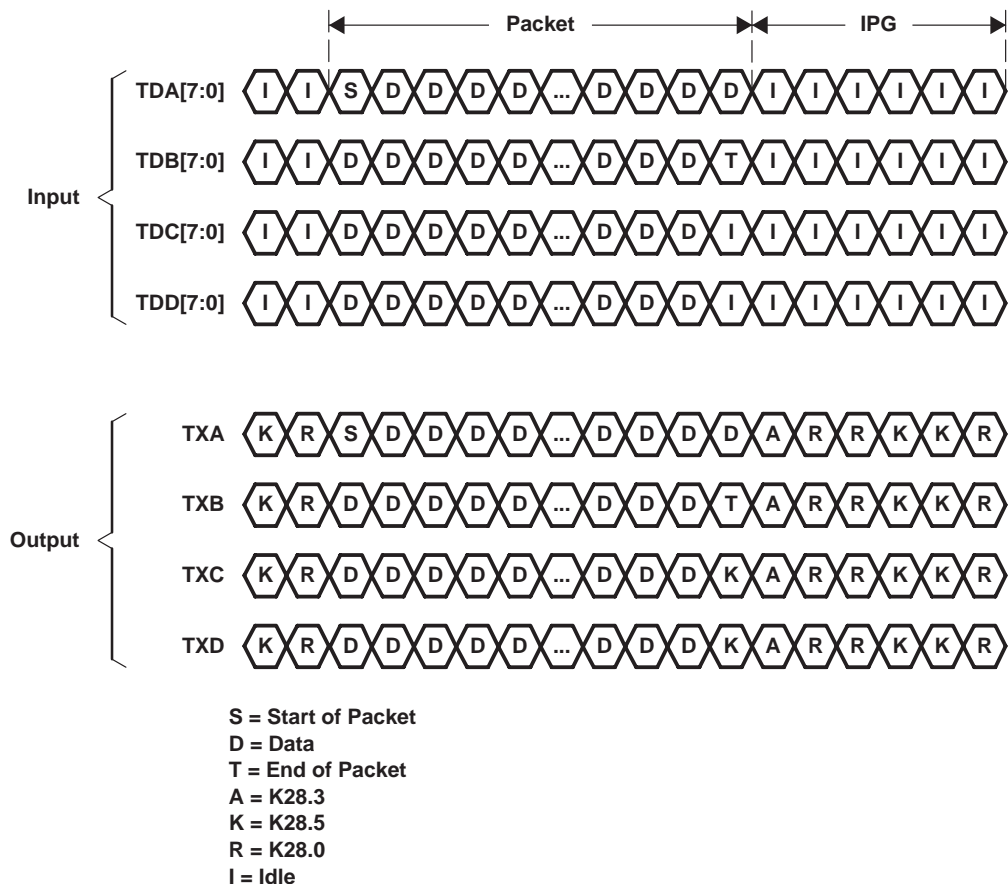 Packet IPG
TDA[7:0] I I S D D D D ... D D D D I I I I I I
TDB[7:0] I I D D D D D ... D D D T I I I I I I
Input
TDC[7:0] I I D D D D D ... D D D I I I I I I I
TDD[7:0] I I D D D D D ... D D D I I I I I I I
TXA K R S D D D D ... D D D D A R R K K R
TXB K R D D D D D ... D D D T A R R K K R
Output
TXC K R D D D D D ... D D D K A R R K K R
TXD K R D D D D D ... D D D K A R R K K R
S = Start of Packet
D = Data
T = End of Packet
A = K28.3
K = K28.5
R = K28.0
I = Idle